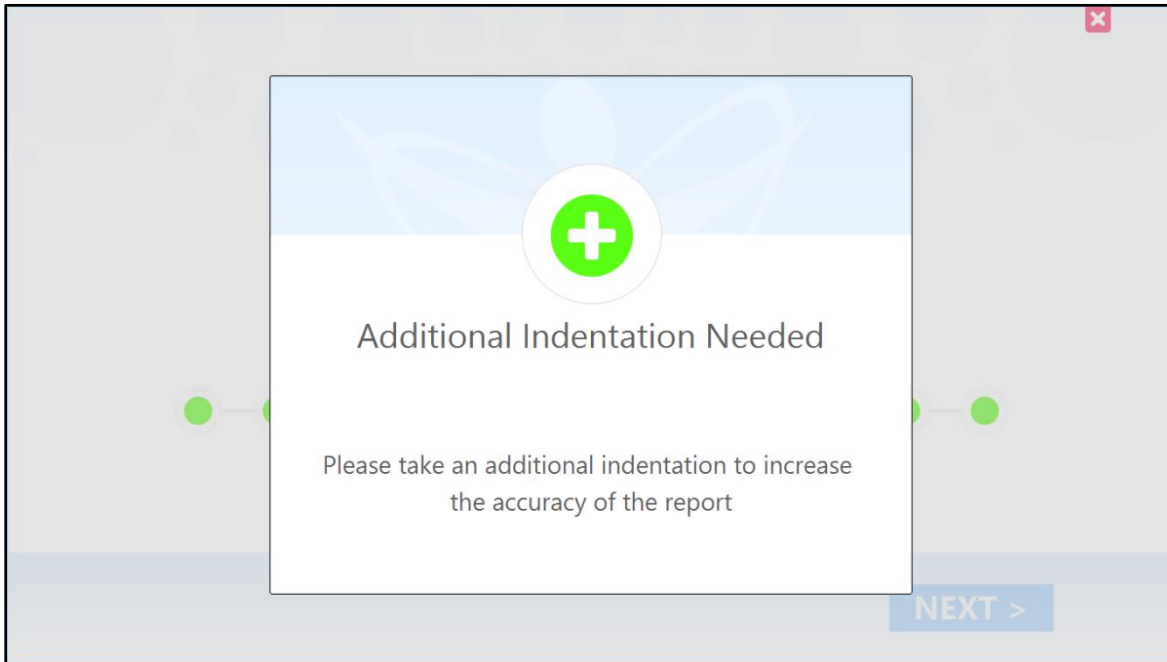 Additional Indentation Needed
Please take an additional indentation to increase
the accuracy of the report
NEXT >